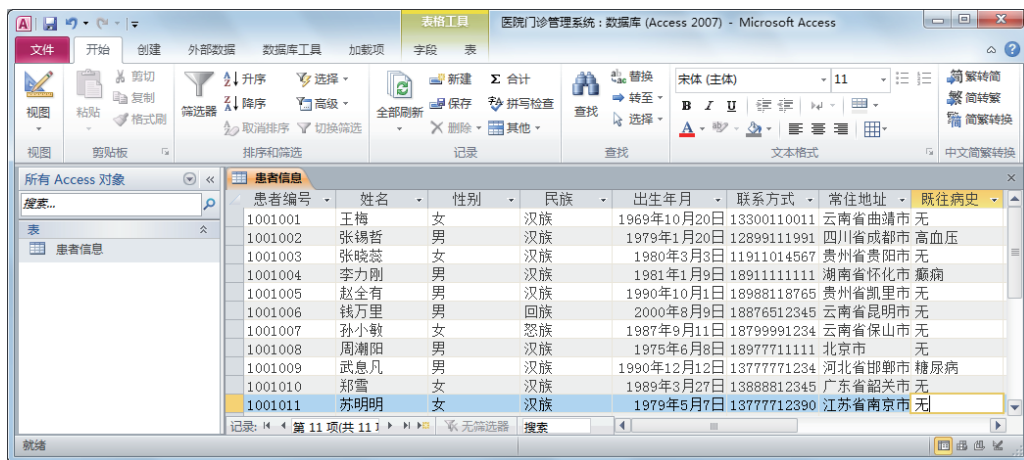 A 表格工具 医院门诊管理系统：数据库 (Access 2007) - Microsoft Access
文件 开始 创建 外部数据 数据库工具 加载项 字段 表
视图 粘贴 剪切 复制 格式刷
筛选器 升序 降序 取消排序 选择 高级 切换筛选
全部刷新 新建 保存 删除 Σ 合计 拼写检查 其他
查找 替换 转至 选择
宋体 (主体) 11
B I U A
繁转简 简转繁 简繁转换
视图 剪贴板 排序和筛选 记录 查找 文本格式 中文简繁转换
所有 Access 对象 患者信息
搜索...
表
患者信息
患者编号 姓名 性别 民族 出生年月 联系方式 常住地址 既往病史
1001001 王梅 女 汉族 1969年10月20日 13300110011 云南省曲靖市 无
1001002 张锡哲 男 汉族 1979年1月20日 12899111991 四川省成都市 高血压
1001003 张晓蕊 女 汉族 1980年3月3日 11911014567 贵州省贵阳市 无
1001004 李力刚 男 汉族 1981年1月9日 18911111111 湖南省怀化市 癫痫
1001005 赵全有 男 汉族 1990年10月1日 18988118765 贵州省凯里市 无
1001006 钱万里 男 回族 2000年8月9日 18876512345 云南省昆明市 无
1001007 孙小敏 女 怒族 1987年9月11日 18799991234 云南省保山市 无
1001008 周潮阳 男 汉族 1975年6月8日 18977711111 北京市 无
1001009 武息凡 男 汉族 1990年12月12日 13777771234 河北省邯郸市 糖尿病
1001010 郑雪 女 汉族 1989年3月27日 13888812345 广东省韶关市 无
1001011 苏明明 女 汉族 1979年5月7日 13777712390 江苏省南京市 无
记录: 第 11 项(共 11 无筛选器 搜索
就绪